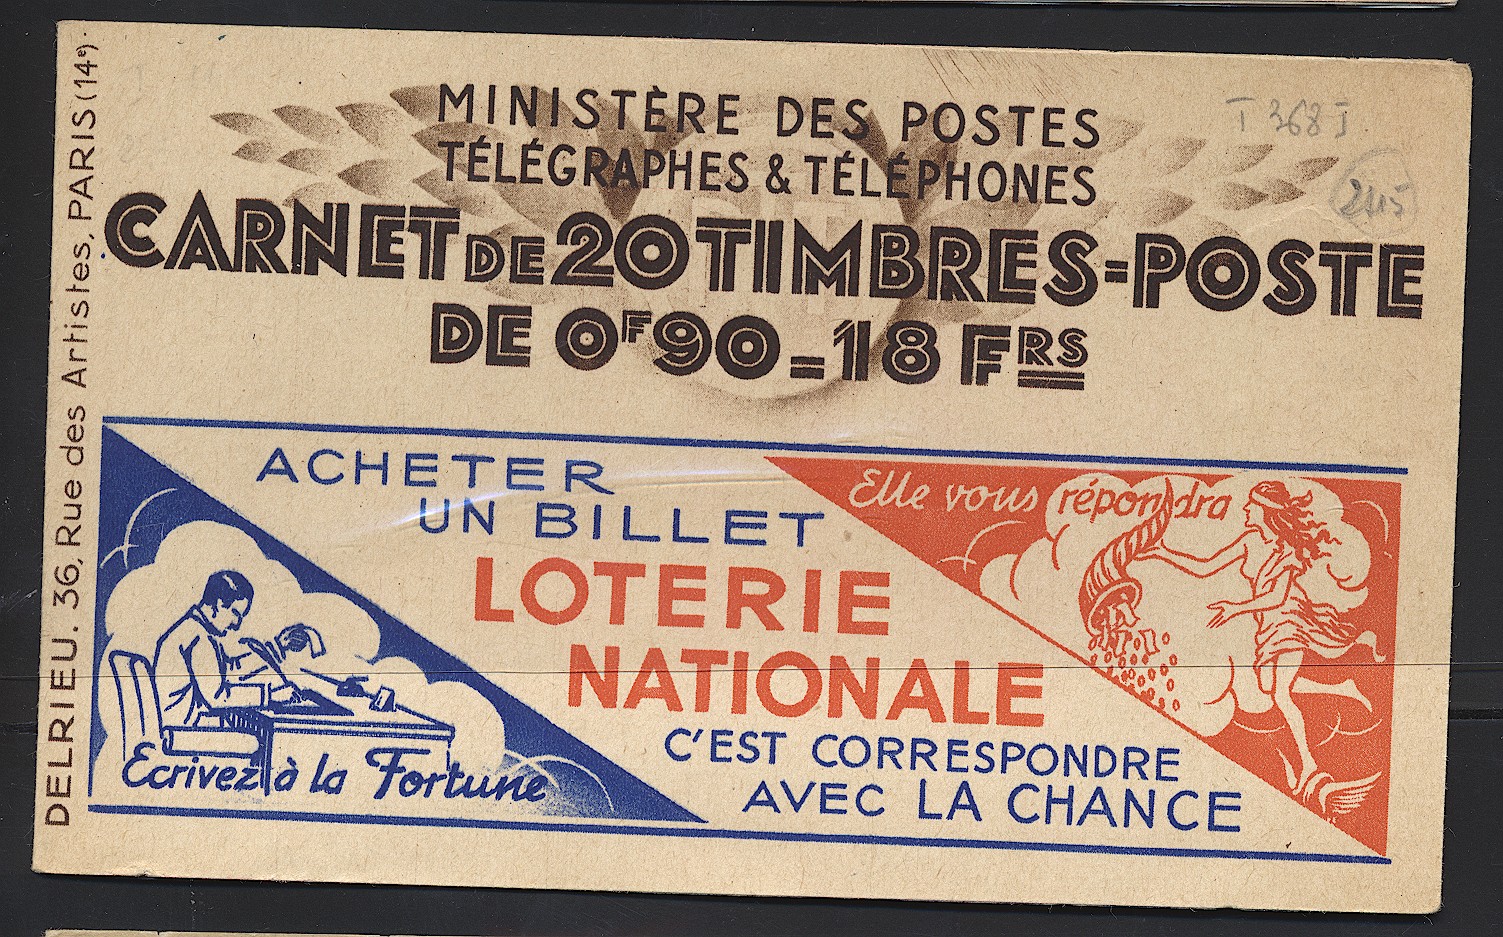 MINISTÈRE DES POSTES
TÉLÉGRAPHES & TÉLÉPHONES
CARNET DE 20 TIMBRES=POSTE
DE 0F90=18 FRS
ACHETER
UN BILLET
LOTERIE
NATIONALE
C'EST CORRESPONDRE
AVEC LA CHANCE
Ecrivez à la Fortune
Elle vous répondra
DELRIEU. 36, Rue des Artistes, PARIS (14e).
T 368 I